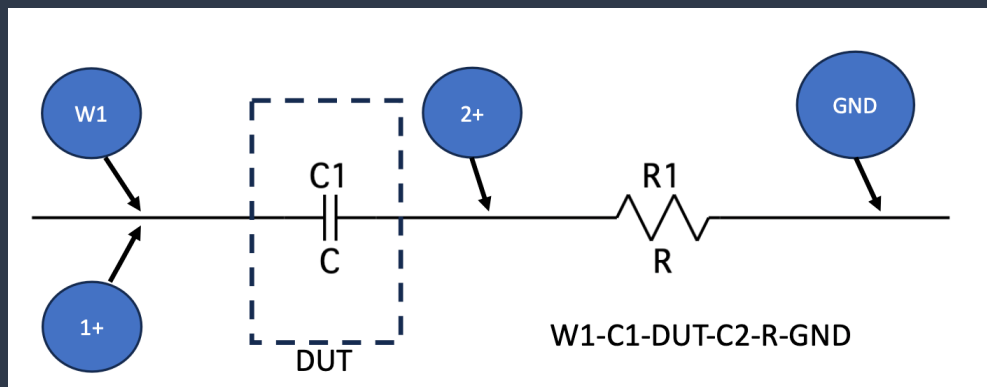 W1
2+
GND
C1
R1
C
R
1+
W1-C1-DUT-C2-R-GND
DUT